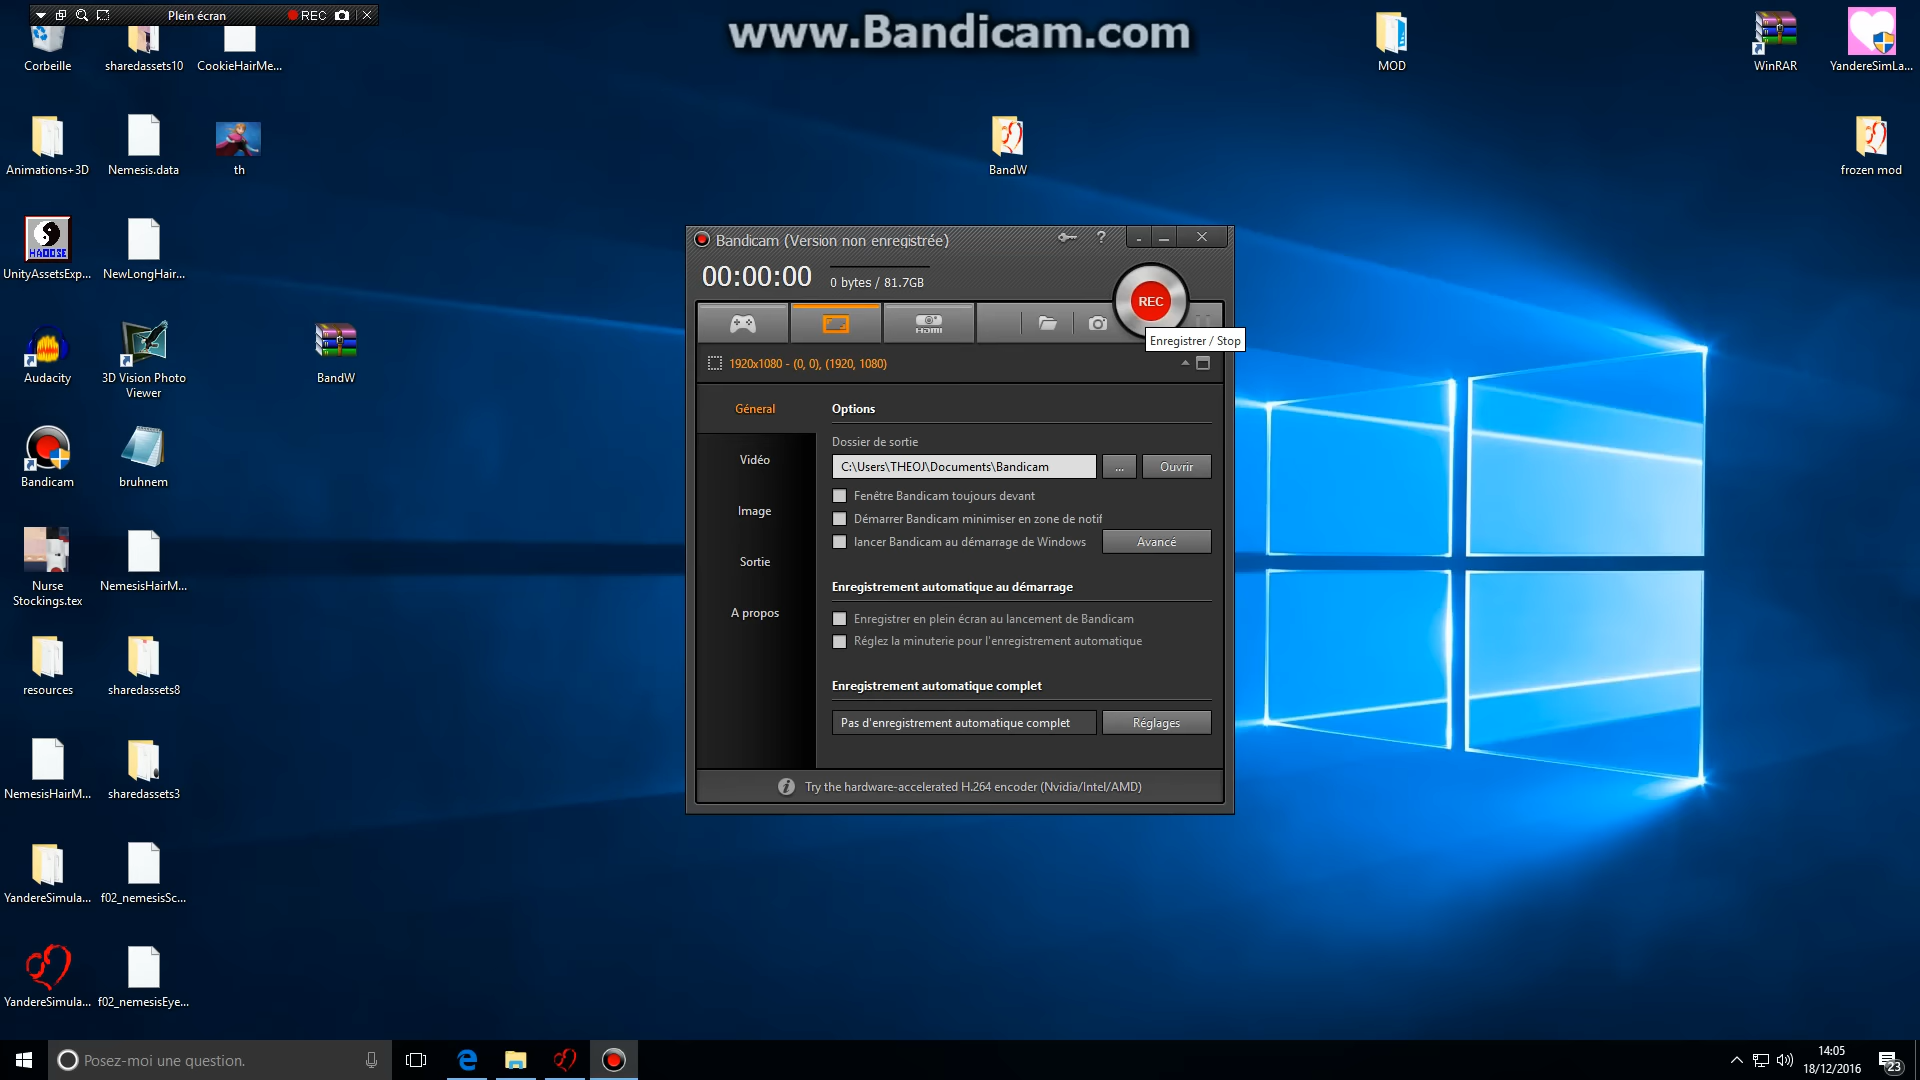 Plein écran
REC
www.Bandicam.com
Corbeille
sharedassets10
CookieHairMe...
MOD
WinRAR
YandereSimLa...
Animations+3D
Nemesis.data
th
BandW
frozen mod
HAOOSE
UnityAssetsExp...
NewLongHair...
Audacity
3D Vision Photo
Viewer
BandW
Bandicam
bruhnem
Nurse
Stockings.tex
NemesisHairM...
resources
sharedassets8
NemesisHairM...
sharedassets3
YandereSimula...
f02_nemesisSc...
YandereSimula...
f02_nemesisEye...
Bandicam (Version non enregistrée)
?
00:00:00
0 bytes / 81.7GB
REC
HDMI
Enregistrer / Stop
1920x1080 - (0, 0), (1920, 1080)
Géneral
Vidéo
Image
Sortie
A propos
Options
Dossier de sortie
C:\Users\THEOJ\Documents\Bandicam
...
Ouvrir
Fenêtre Bandicam toujours devant
Démarrer Bandicam minimiser en zone de notif
lancer Bandicam au démarrage de Windows
Avancé
Enregistrement automatique au démarrage
Enregistrer en plein écran au lancement de Bandicam
Réglez la minuterie pour l'enregistrement automatique
Enregistrement automatique complet
Pas d'enregistrement automatique complet
Réglages
Try the hardware-accelerated H.264 encoder (Nvidia/Intel/AMD)
Posez-moi une question.
14:05
18/12/2016
23